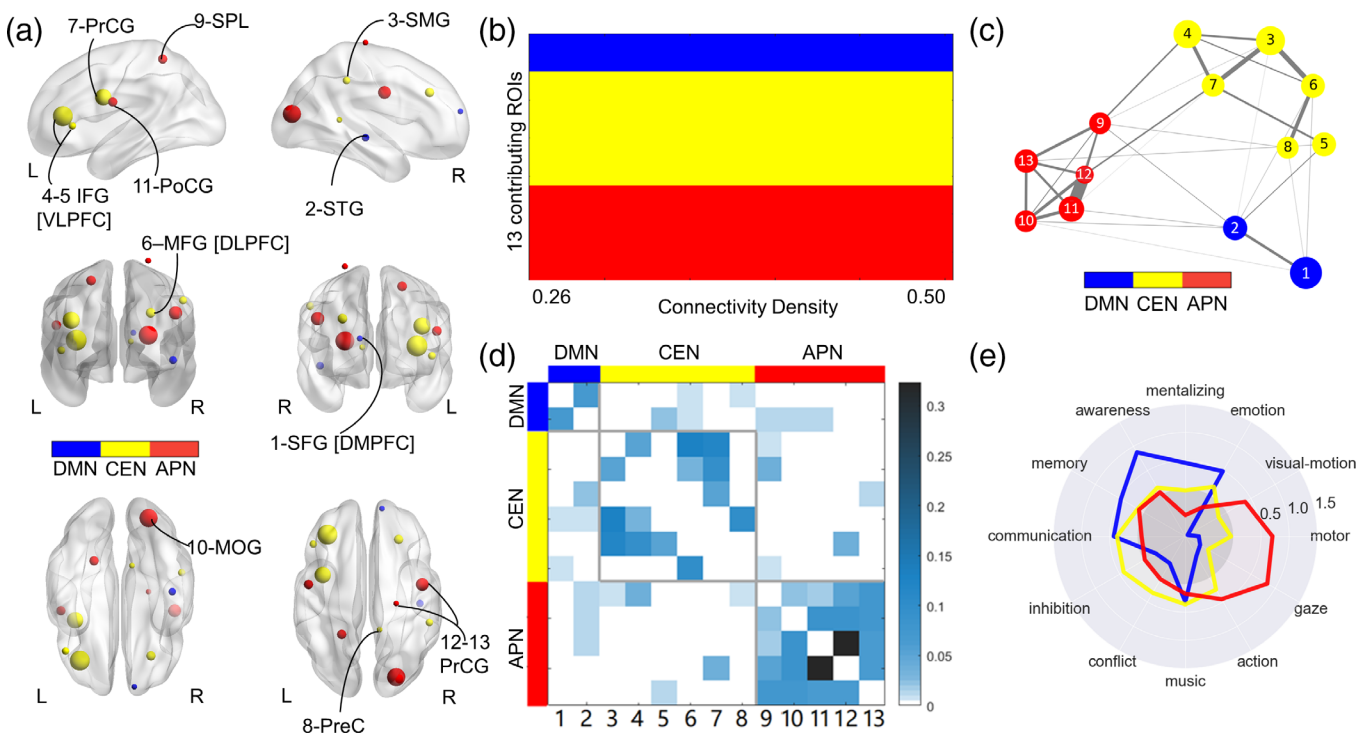 (a)
7-PrCG
9-SPL
3-SMG
L
R
4-5 IFG
[VLPFC]
11-PoCG
2-STG
6–MFG [DLPFC]
L
R
R
L
1-SFG [DMPFC]
DMN CEN APN
10-MOG
12-13
PrCG
L
R
L
R
8-PreC
(b)
13 contributing ROIs
0.26
0.50
Connectivity Density
(c)
4
3
7
6
9
8
5
13
12
10
11
2
1
DMN CEN APN
(d)
DMN CEN APN
DMN
CEN
APN
0.3
0.25
0.2
0.15
0.1
0.05
0
1 2 3 4 5 6 7 8 9 10 11 12 13
(e)
mentalizing
awareness
emotion
memory
visual-motion
0.5 1.0 1.5
communication
motor
inhibition
gaze
conflict
action
music